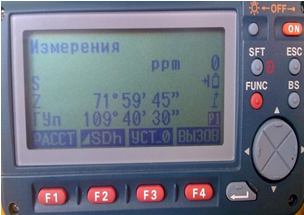 ←OFF→
ON
Измерения
ppm 0
S
SFT
ESC
Z 71°59'45"
ГУп 109°40'30" P1
FUNC
BS
РАССТ ◢SDh УСТ_0 ВЫЗОВ
F1 F2 F3 F4